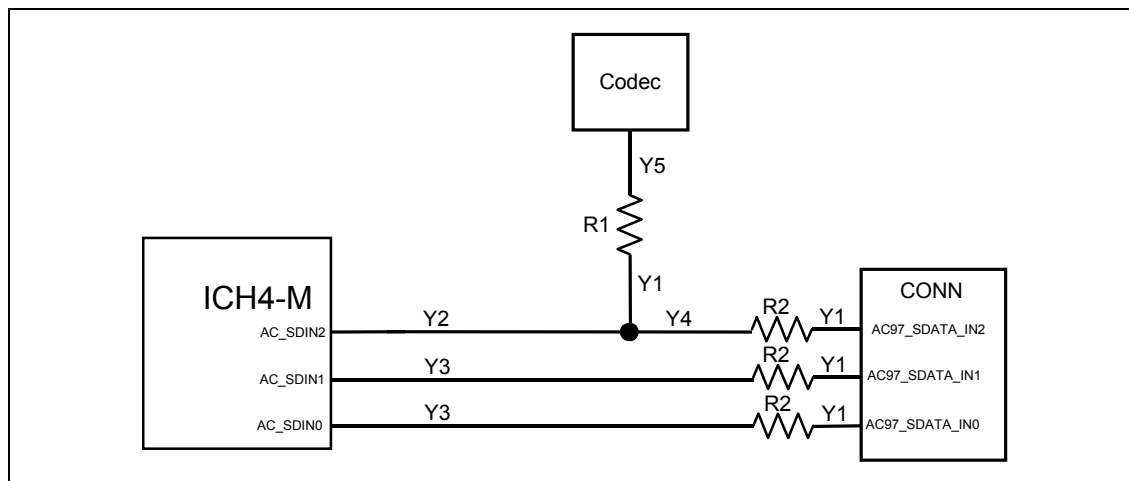 Codec
Y5
R1
Y1
ICH4-M
CONN
AC_SDIN2
Y2
Y4
R2
Y1
AC97_SDATA_IN2
AC_SDIN1
Y3
R2
Y1
AC97_SDATA_IN1
AC_SDIN0
Y3
R2
Y1
AC97_SDATA_IN0